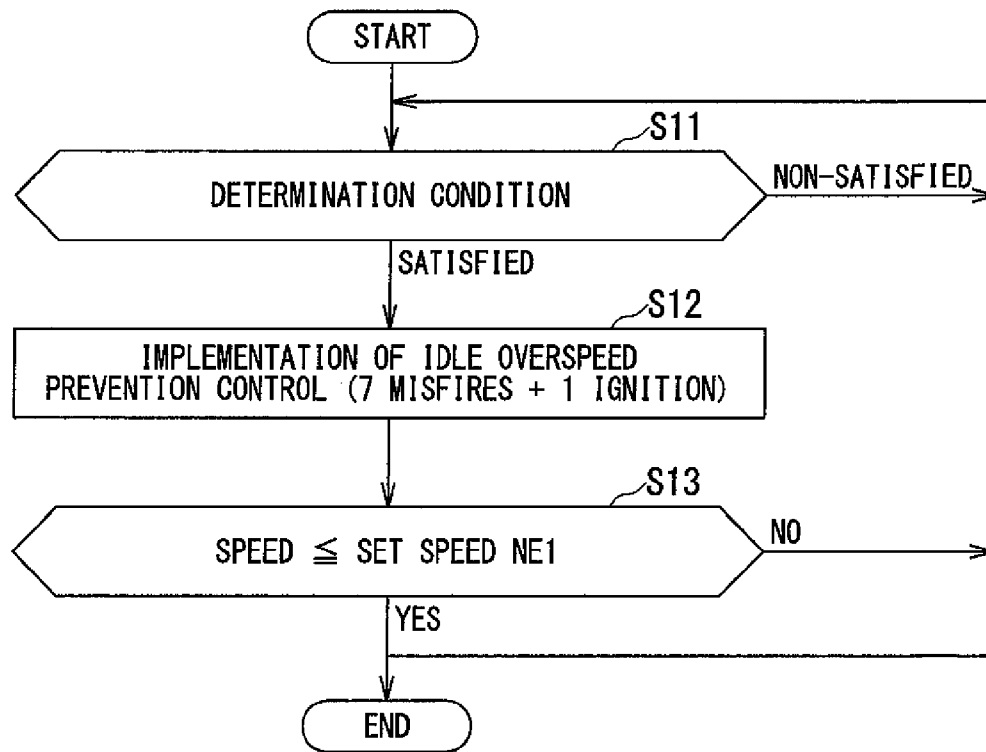 START
S11
DETERMINATION CONDITION
NON-SATISFIED
SATISFIED
S12
IMPLEMENTATION OF IDLE OVERSPEED
PREVENTION CONTROL (7 MISFIRES + 1 IGNITION)
S13
SPEED ≦ SET SPEED NE1
NO
YES
END